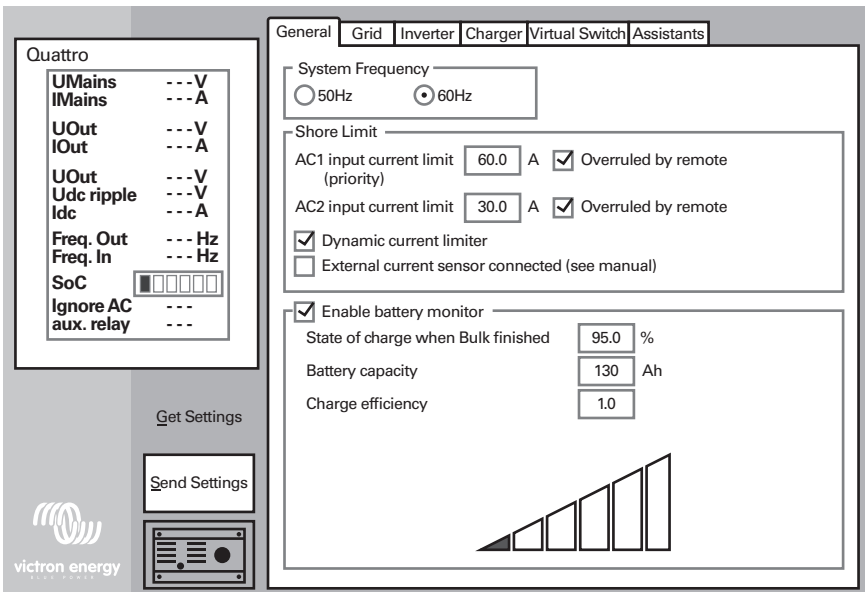 Quattro
UMains ---V
IMains ---A
UOut ---V
IOut ---A
UOut ---V
Udc ripple ---V
Idc ---A
Freq. Out --- Hz
Freq. In --- Hz
SoC
Ignore AC ---
aux. relay ---
Get Settings
Send Settings
victron energy
BLUE POWER
General Grid Inverter Charger Virtual Switch Assistants
System Frequency
50Hz 60Hz
Shore Limit
AC1 input current limit 60.0 A Overruled by remote
(priority)
AC2 input current limit 30.0 A Overruled by remote
Dynamic current limiter
External current sensor connected (see manual)
Enable battery monitor
State of charge when Bulk finished 95.0 %
Battery capacity 130 Ah
Charge efficiency 1.0